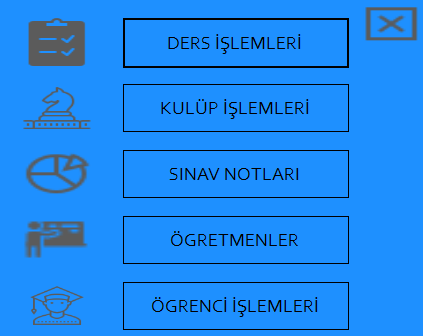 DERS İŞLEMLERİ
KULÜP İŞLEMLERİ
SINAV NOTLARI
ÖGRETMENLER
ÖGRENCİ İŞLEMLERİ